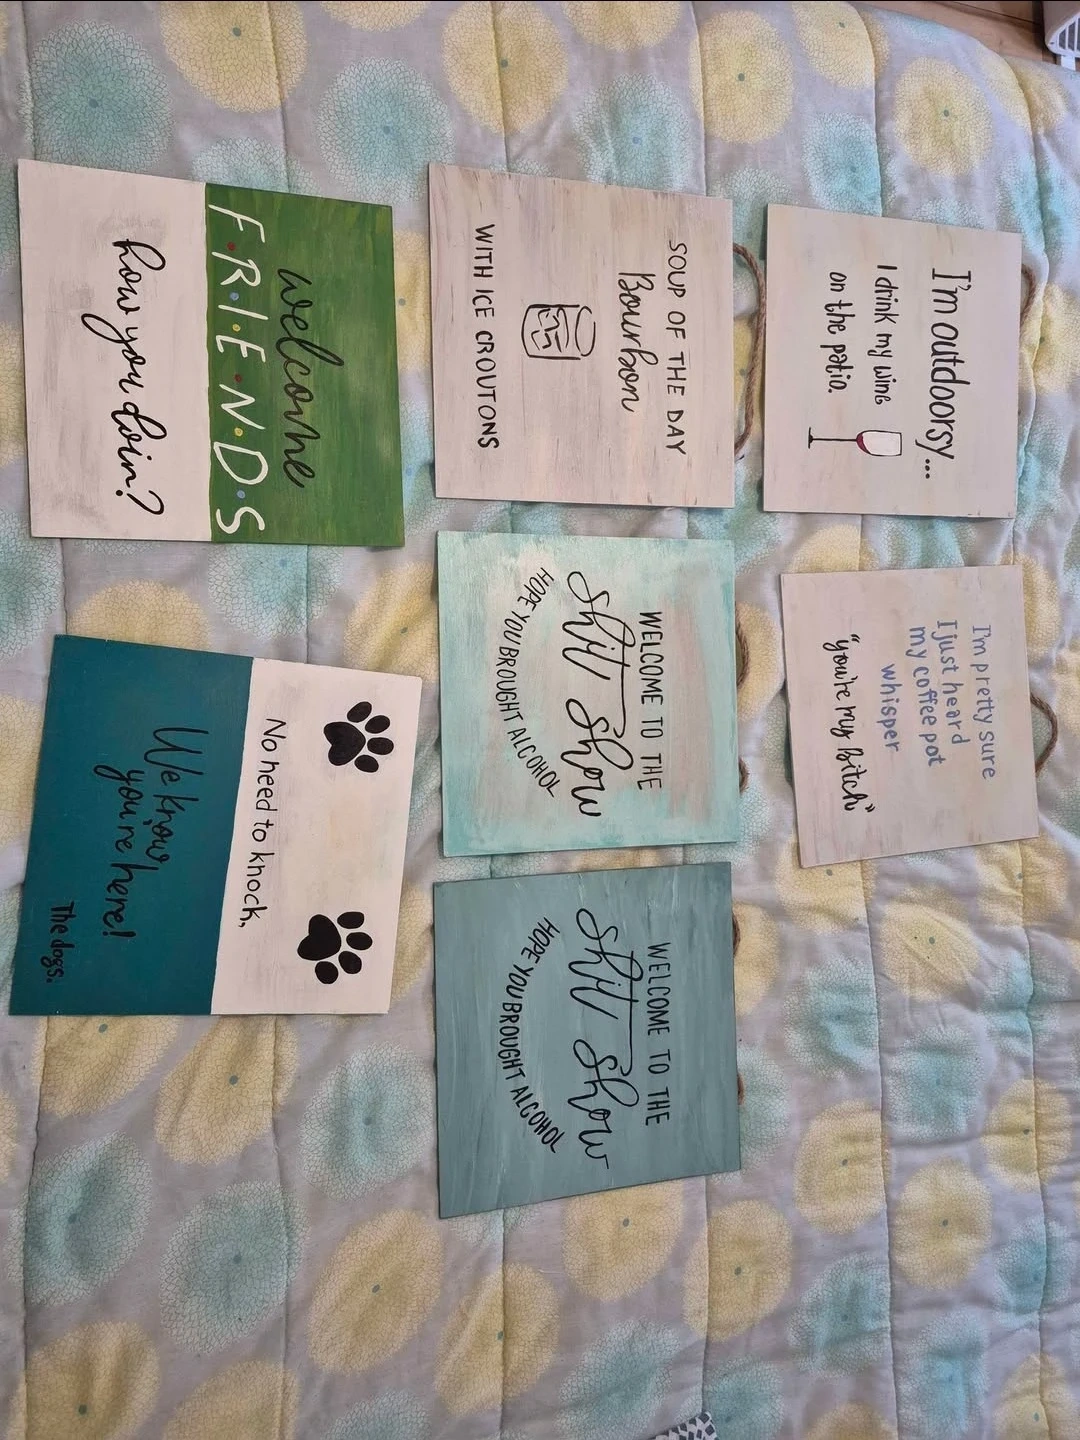 I'm outdoorsy...
I drink my wine
on the patio.
I'm pretty sure
I just heard
my coffee pot
whisper
"you're my Bitch"
SOUP OF THE DAY
Bourbon
WITH ICE CROUTONS
WELCOME TO THE
Shit Show
HOPE YOU BROUGHT ALCOHOL
WELCOME TO THE
Shit Show
HOPE YOU BROUGHT ALCOHOL
welcome
F·R·I·E·N·D·S
how you doin?
No need to knock,
We know
you're here!
The dogs.